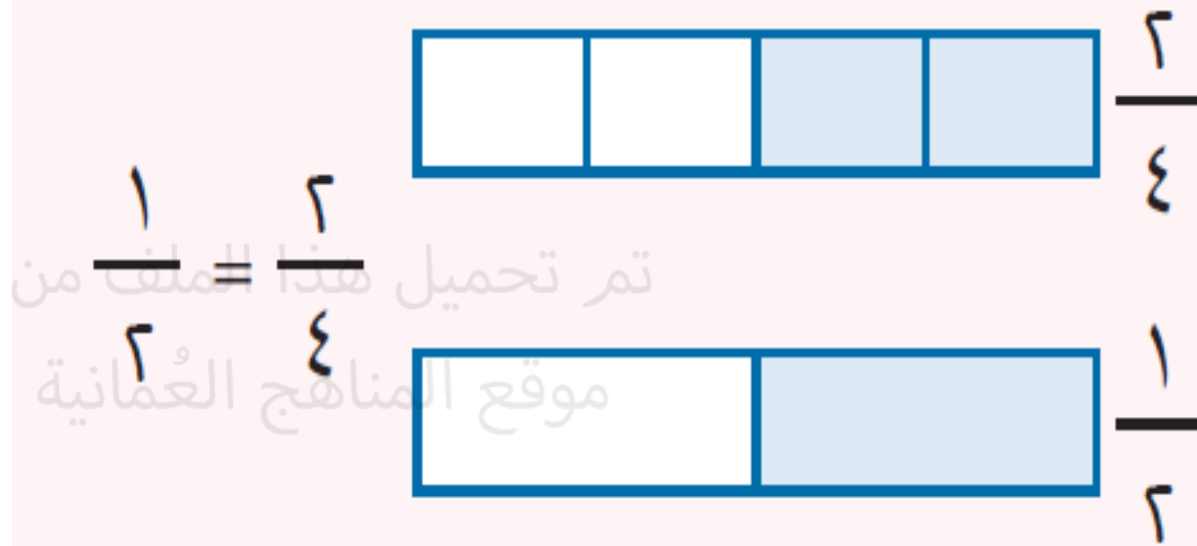 ٢/٤
٢/٤ = ١/٢
تم تحميل هذا الملف من
موقع المناهج العُمانية
١/٢